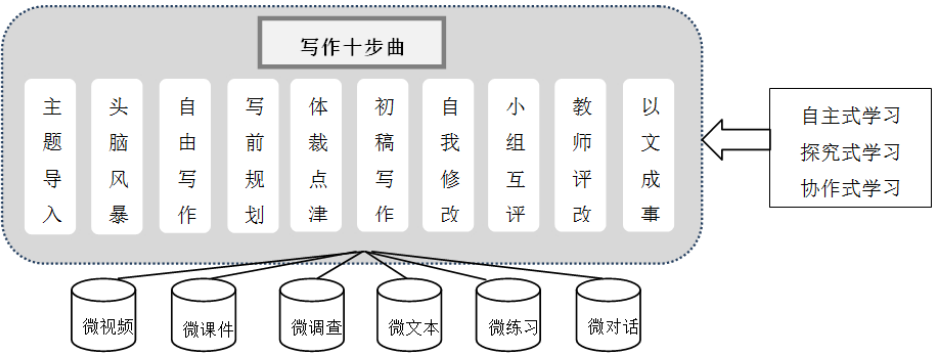 写作十步曲
主题导入
头脑风暴
自由写作
写前规划
体裁点津
初稿写作
自我修改
小组互评
教师评改
以文成事
自主式学习
探究式学习
协作式学习
微视频
微课件
微调查
微文本
微练习
微对话